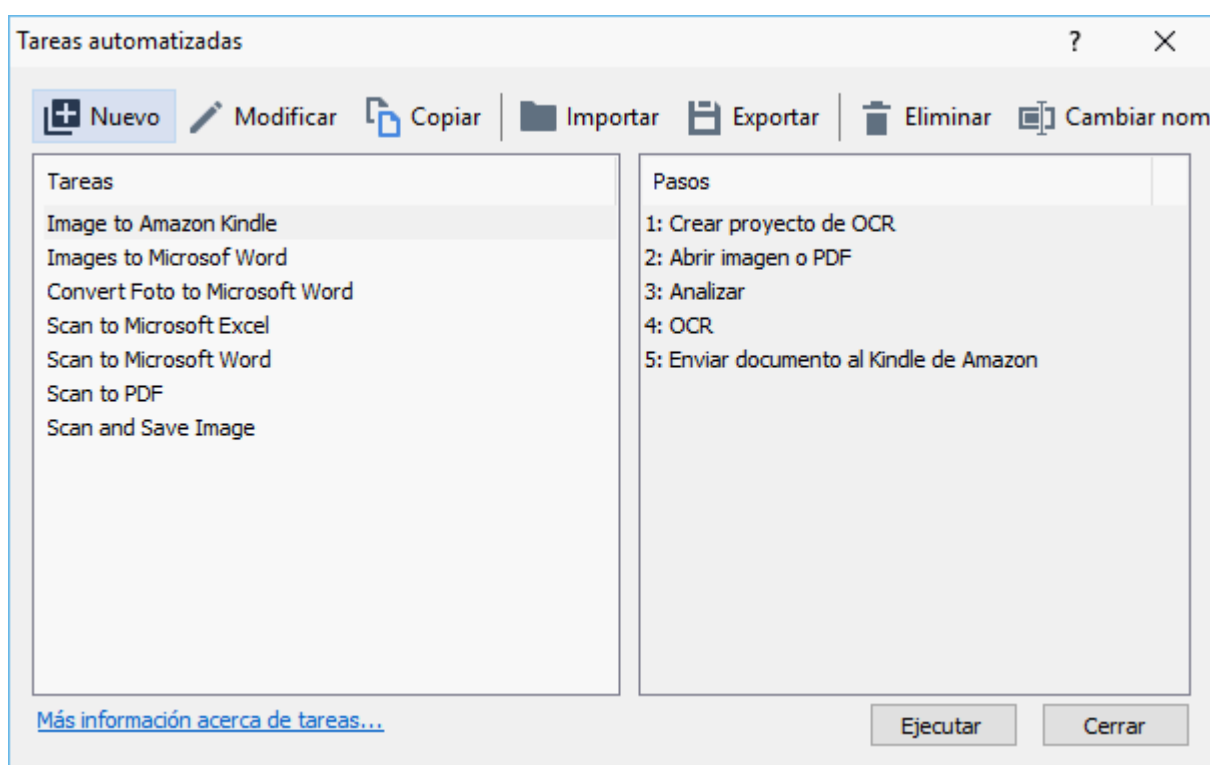 Tareas automatizadas
Nuevo Modificar Copiar Importar Exportar Eliminar Cambiar nom
Tareas
Image to Amazon Kindle
Images to Microsof Word
Convert Foto to Microsoft Word
Scan to Microsoft Excel
Scan to Microsoft Word
Scan to PDF
Scan and Save Image
Pasos
1: Crear proyecto de OCR
2: Abrir imagen o PDF
3: Analizar
4: OCR
5: Enviar documento al Kindle de Amazon
Más información acerca de tareas...
Ejecutar Cerrar